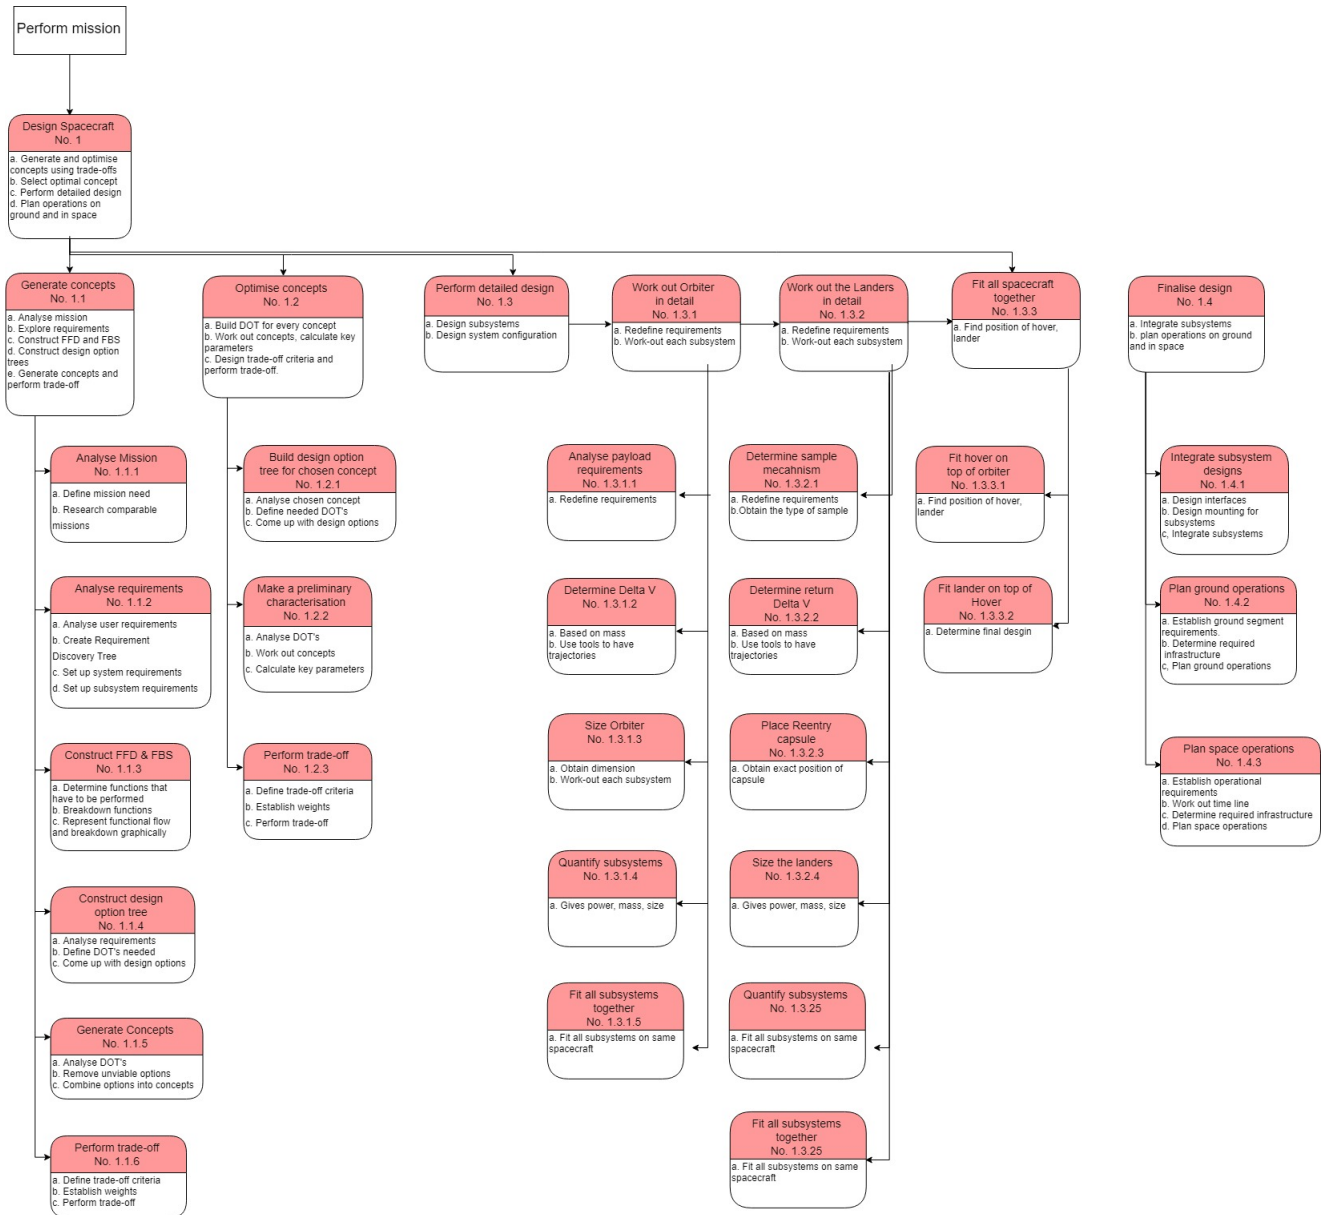 Perform mission
Design Spacecraft
No. 1
a. Generate and optimise
concepts using trade-offs
b. Select optimal concept
c. Perform detailed design
d. Plan operations on
ground and in space
Generate concepts
No. 1.1
a. Analyse mission
b. Explore requirements
c. Construct FFD and FBS
d. Construct design option
trees
e. Generate concepts and
perform trade-off
Optimise concepts
No. 1.2
a. Build DOT for every concept
b. Work out concepts, calculate key
parameters
c. Design trade-off criteria and
perform trade-off.
Perform detailed design
No. 1.3
a. Design subsystems
b. Design system configuration
Work out Orbiter
in detail
No. 1.3.1
a. Redefine requirements
b. Work-out each subsystem
Work out the Landers
in detail
No. 1.3.2
a. Redefine requirements
b. Work-out each subsystem
Fit all spacecraft
together
No. 1.3.3
a. Find position of hover,
lander
Finalise design
No. 1.4
a. Integrate subsystems
b. plan operations on ground
and in space
Analyse Mission
No. 1.1.1
a. Define mission need
b. Research comparable
missions
Analyse requirements
No. 1.1.2
a. Analyse user requirements
b. Create Requirement
Discovery Tree
c. Set up system requirements
d. Set up subsystem requirements
Construct FFD & FBS
No. 1.1.3
a. Determine functions that
have to be performed
b. Breakdown functions
c. Represent functional flow
and breakdown graphically
Construct design
option tree
No. 1.1.4
a. Analyse requirements
b. Define DOT's needed
c. Come up with design options
Generate Concepts
No. 1.1.5
a. Analyse DOT's
b. Remove unviable options
c. Combine options into concepts
Perform trade-off
No. 1.1.6
a. Define trade-off criteria
b. Establish weights
c. Perform trade-off
Build design option
tree for chosen concept
No. 1.2.1
a. Analyse chosen concept
b. Define needed DOT's
c. Come up with design options
Make a preliminary
characterisation
No. 1.2.2
a. Analyse DOT's
b. Work out concepts
c. Calculate key parameters
Perform trade-off
No. 1.2.3
a. Define trade-off criteria
b. Establish weights
c. Perform trade-off
Analyse payload
requirements
No. 1.3.1.1
a. Redefine requirements
Determine Delta V
No. 1.3.1.2
a. Based on mass
b. Use tools to have
trajectories
Size Orbiter
No. 1.3.1.3
a. Obtain dimension
b. Work-out each subsystem
Quantify subsystems
No. 1.3.1.4
a. Gives power, mass, size
Fit all subsystems
together
No. 1.3.1.5
a. Fit all subsystems on same
spacecraft
Determine sample
mecahnism
No. 1.3.2.1
a. Redefine requirements
b.Obtain the type of sample
Determine return
Delta V
No. 1.3.2.2
a. Based on mass
b. Use tools to have
trajectories
Place Reentry
capsule
No. 1.3.2.3
a. Obtain exact position of
capsule
Size the landers
No. 1.3.2.4
a. Gives power, mass, size
Quantify subsystems
No. 1.3.25
a. Fit all subsystems on same
spacecraft
Fit all subsystems
together
No. 1.3.25
a. Fit all subsystems on same
spacecraft
Fit hover on
top of orbiter
No. 1.3.3.1
a. Find position of hover,
lander
Fit lander on top of
Hover
No. 1.3.3.2
a. Determine final desgin
Integrate subsystem
designs
No. 1.4.1
a. Design interfaces
b. Design mounting for
subsystems
c, Integrate subsystems
Plan ground operations
No. 1.4.2
a. Establish ground segment
requirements.
b. Determine required
infrastructure
c, Plan ground operations
Plan space operations
No. 1.4.3
a. Establish operational
requirements
b. Work out time line
c. Determine required infrastructure
d. Plan space operations